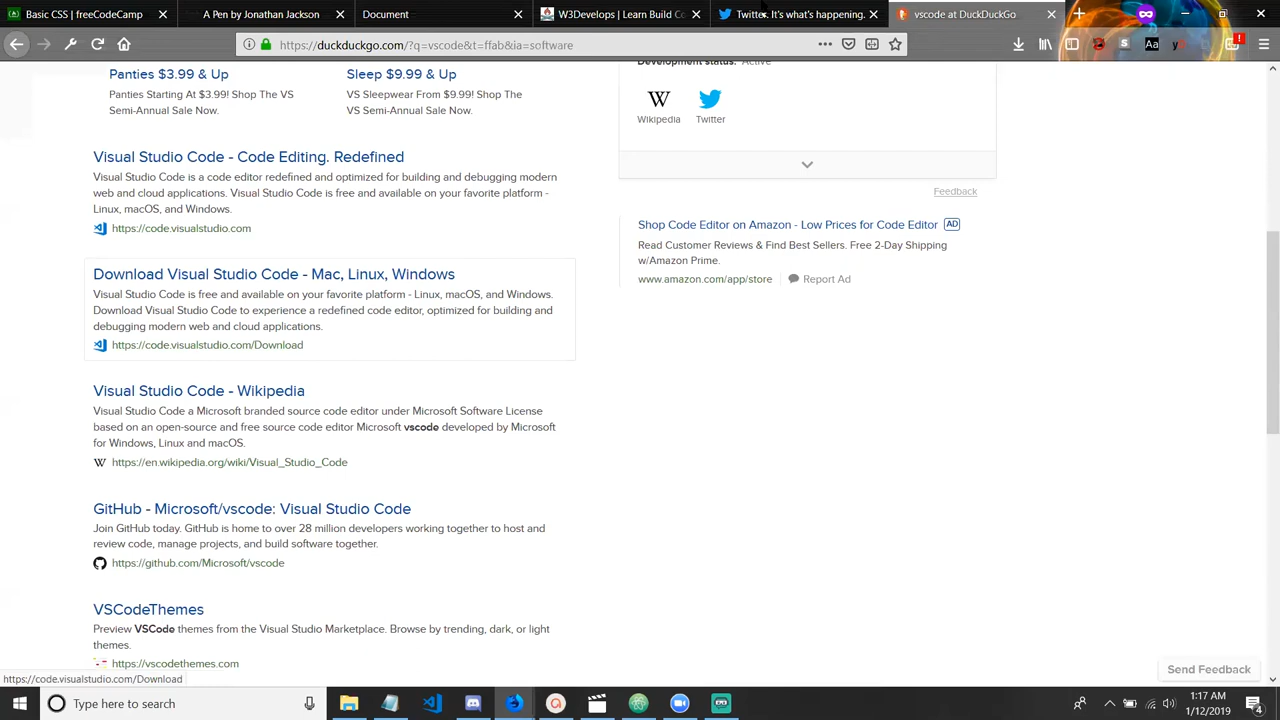 Basic CSS | freeCodeCamp
A Pen by Jonathan Jackson
Document
W3Develops | Learn Build Co
Twitter. It's what's happening.
vscode at DuckDuckGo
https://duckduckgo.com/?q=vscode&t=ffab&ia=software
Panties $3.99 & Up
Panties Starting At $3.99! Shop The VS
Semi-Annual Sale Now.
Sleep $9.99 & Up
VS Sleepwear From $9.99! Shop The
VS Semi-Annual Sale Now.
Visual Studio Code - Code Editing. Redefined
Visual Studio Code is a code editor redefined and optimized for building and debugging modern
web and cloud applications. Visual Studio Code is free and available on your favorite platform -
Linux, macOS, and Windows.
https://code.visualstudio.com
Download Visual Studio Code - Mac, Linux, Windows
Visual Studio Code is free and available on your favorite platform - Linux, macOS, and Windows.
Download Visual Studio Code to experience a redefined code editor, optimized for building and
debugging modern web and cloud applications.
https://code.visualstudio.com/Download
Visual Studio Code - Wikipedia
Visual Studio Code a Microsoft branded source code editor under Microsoft Software License
based on an open-source and free source code editor Microsoft vscode developed by Microsoft
for Windows, Linux and macOS.
https://en.wikipedia.org/wiki/Visual_Studio_Code
GitHub - Microsoft/vscode: Visual Studio Code
Join GitHub today. GitHub is home to over 28 million developers working together to host and
review code, manage projects, and build software together.
https://github.com/Microsoft/vscode
VSCodeThemes
Preview VSCode themes from the Visual Studio Marketplace. Browse by trending, dark, or light
themes.
https://vscodethemes.com
Development status: Active
Wikipedia
Twitter
Feedback
Shop Code Editor on Amazon - Low Prices for Code Editor AD
Read Customer Reviews & Find Best Sellers. Free 2-Day Shipping
w/Amazon Prime.
www.amazon.com/app/store
Report Ad
Send Feedback
https://code.visualstudio.com/Download
Type here to search
1:17 AM
1/12/2019
4